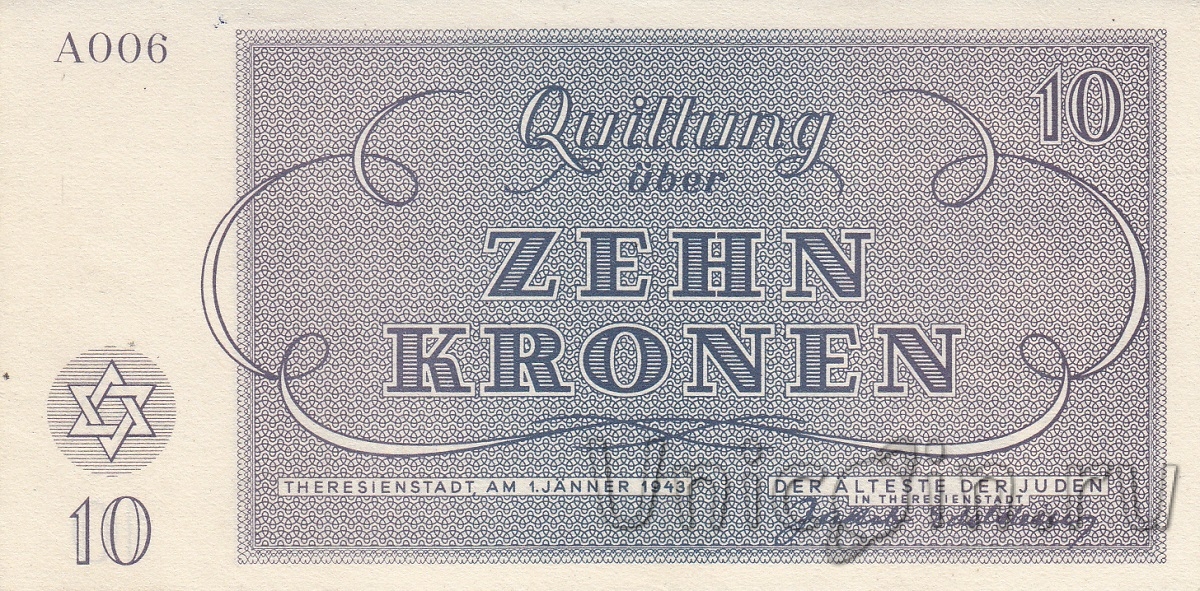 A006
10
Quittung
über
ZEHN
KRONEN
THERESIENSTADT, AM 1. JÄNNER 1943
DER ÄLTESTE DER JUDEN
IN THERESIENSTADT
10